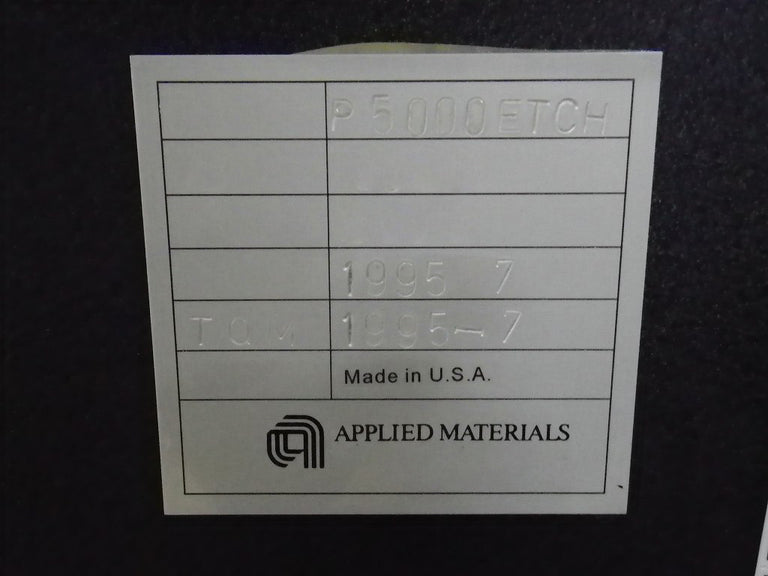 P5000ETCH
1995 7
TQM 1995-7
Made in U.S.A.
APPLIED MATERIALS